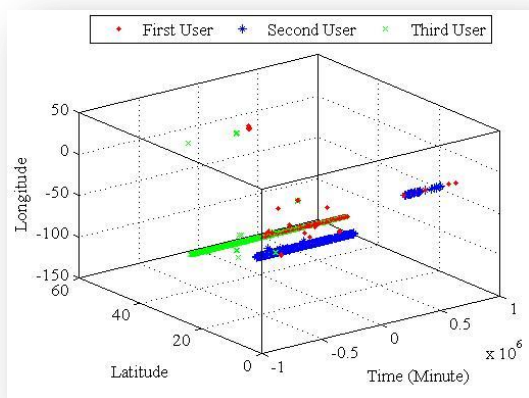 First User Second User Third User
50
0
-50
-100
-150
Longitude
60
40
20
0
Latitude
-1
-0.5
0
0.5
1
x 10^6
Time (Minute)